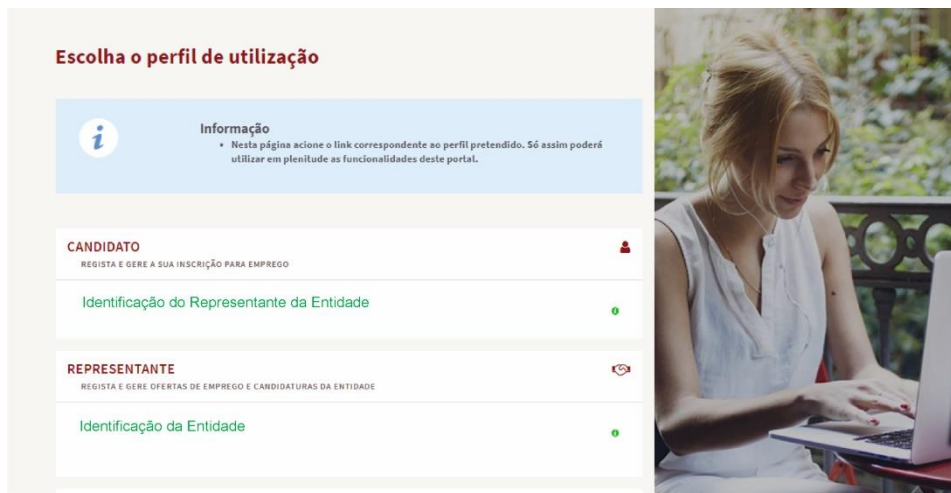 Escolha o perfil de utilização
Informação
• Nesta página acione o link correspondente ao perfil pretendido. Só assim poderá
utilizar em plenitude as funcionalidades deste portal.
CANDIDATO
REGISTA E GERE A SUA INSCRIÇÃO PARA EMPREGO
Identificação do Representante da Entidade
REPRESENTANTE
REGISTA E GERE OFERTAS DE EMPREGO E CANDIDATURAS DA ENTIDADE
Identificação da Entidade